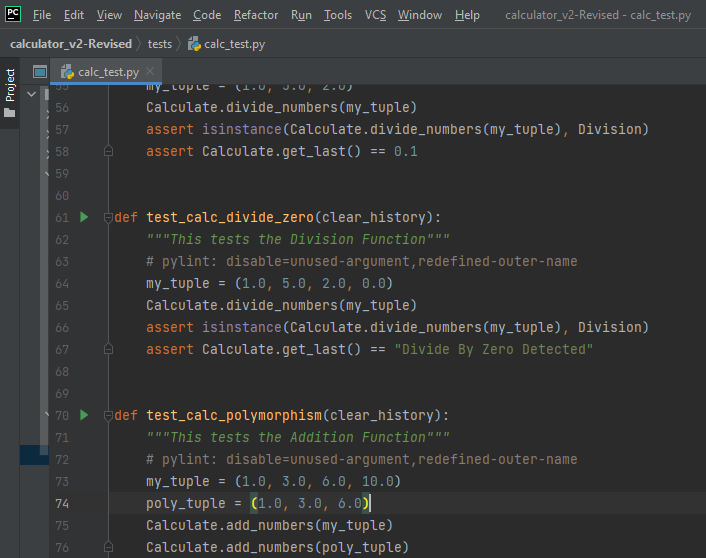 PC File Edit View Navigate Code Refactor Run Tools VCS Window Help calculator_v2-Revised - calc_test.py
calculator_v2-Revised > tests > calc_test.py
Project
calc_test.py ×
55 my_tuple = (1.0, 2.0)
56 Calculate.divide_numbers(my_tuple)
57 assert isinstance(Calculate.divide_numbers(my_tuple), Division)
58 assert Calculate.get_last() == 0.1
59
60
61 def test_calc_divide_zero(clear_history):
62 """This tests the Division Function"""
63 # pylint: disable=unused-argument,redefined-outer-name
64 my_tuple = (1.0, 5.0, 2.0, 0.0)
65 Calculate.divide_numbers(my_tuple)
66 assert isinstance(Calculate.divide_numbers(my_tuple), Division)
67 assert Calculate.get_last() == "Divide By Zero Detected"
68
69
70 def test_calc_polymorphism(clear_history):
71 """This tests the Addition Function"""
72 # pylint: disable=unused-argument,redefined-outer-name
73 my_tuple = (1.0, 3.0, 6.0, 10.0)
74 poly_tuple = (1.0, 3.0, 6.0)
75 Calculate.add_numbers(my_tuple)
76 Calculate.add_numbers(poly_tuple)